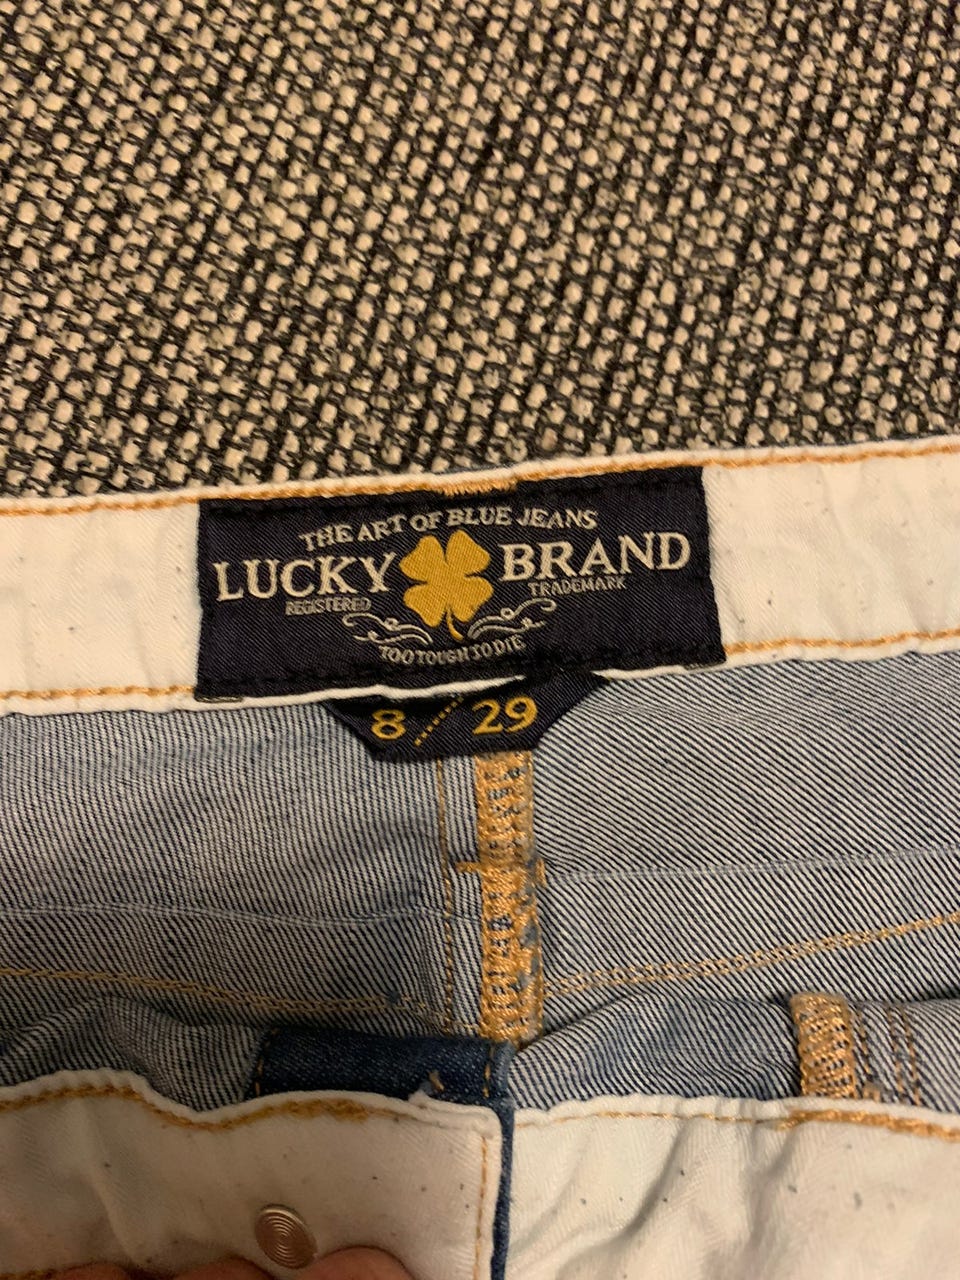 THE ART OF BLUE JEANS
LUCKY BRAND
REGISTERED TRADEMARK
TOO TOUGH TO DIE
8 / 29